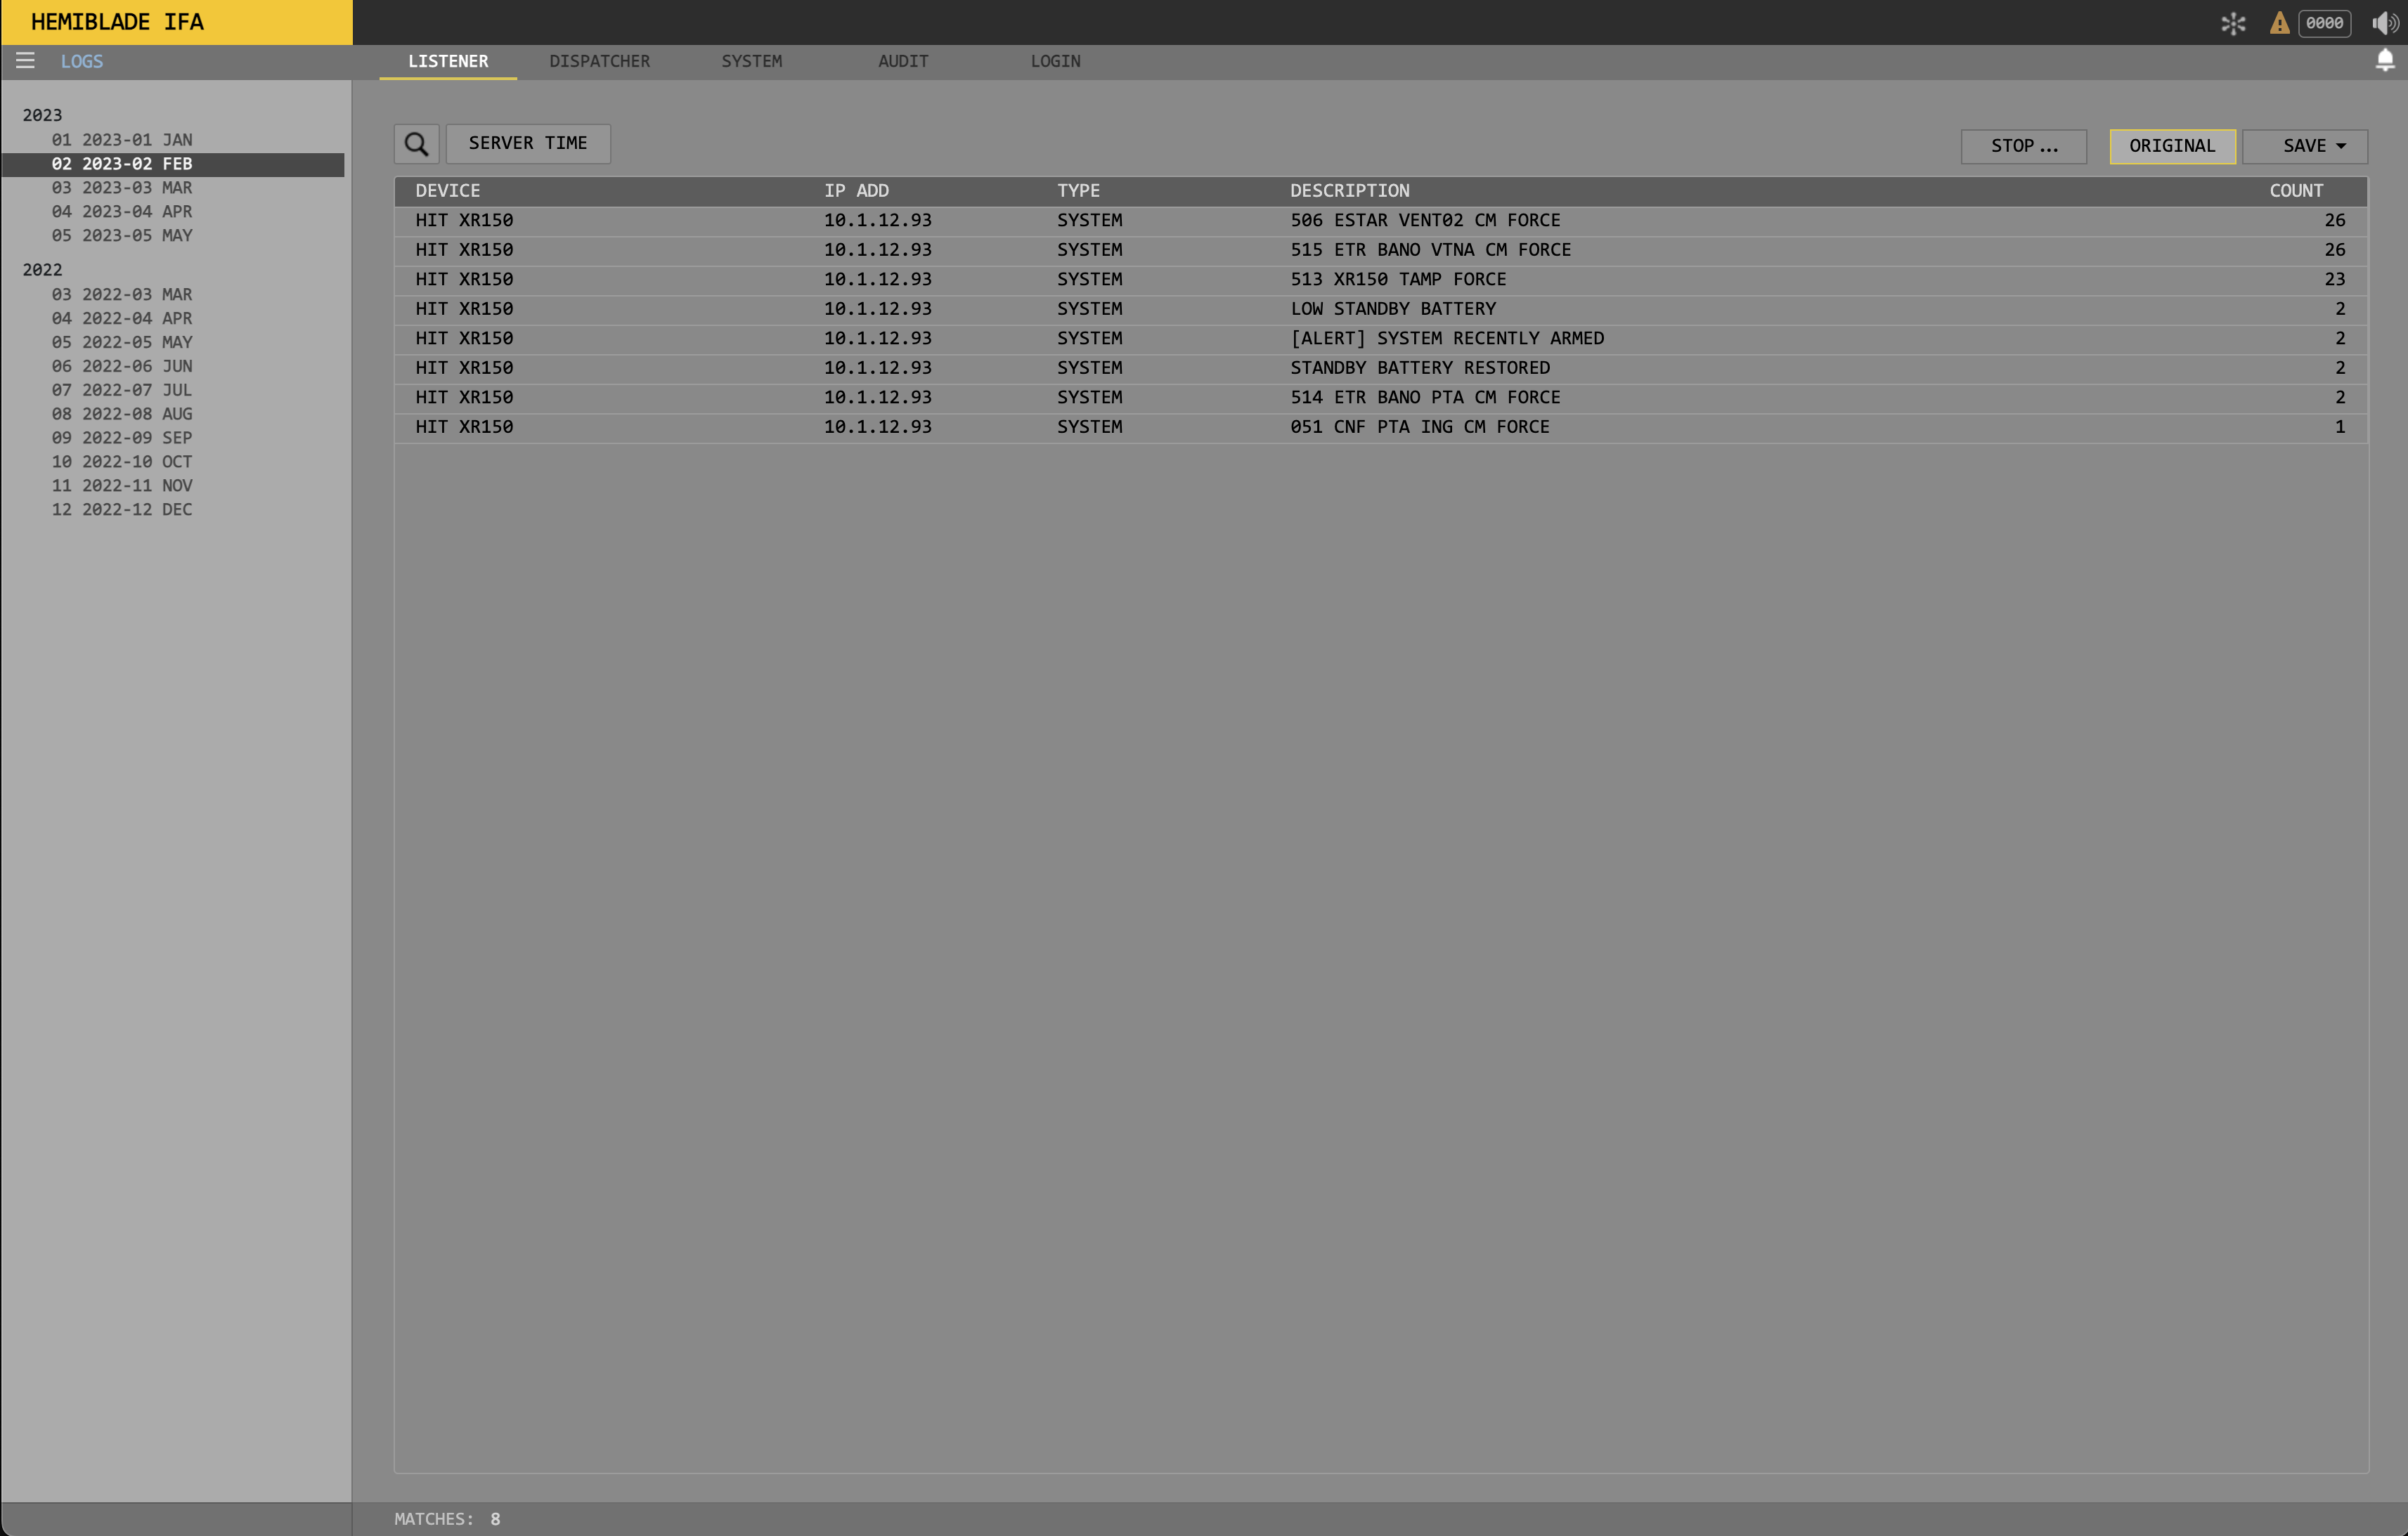 HEMIBLADE IFA
0000
LOGS
LISTENER DISPATCHER SYSTEM AUDIT LOGIN
2023
01 2023-01 JAN
02 2023-02 FEB
03 2023-03 MAR
04 2023-04 APR
05 2023-05 MAY
2022
03 2022-03 MAR
04 2022-04 APR
05 2022-05 MAY
06 2022-06 JUN
07 2022-07 JUL
08 2022-08 AUG
09 2022-09 SEP
10 2022-10 OCT
11 2022-11 NOV
12 2022-12 DEC
SERVER TIME STOP ... ORIGINAL SAVE
DEVICE IP ADD TYPE DESCRIPTION COUNT
HIT XR150 10.1.12.93 SYSTEM 506 ESTAR VENT02 CM FORCE 26
HIT XR150 10.1.12.93 SYSTEM 515 ETR BANO VTNA CM FORCE 26
HIT XR150 10.1.12.93 SYSTEM 513 XR150 TAMP FORCE 23
HIT XR150 10.1.12.93 SYSTEM LOW STANDBY BATTERY 2
HIT XR150 10.1.12.93 SYSTEM [ALERT] SYSTEM RECENTLY ARMED 2
HIT XR150 10.1.12.93 SYSTEM STANDBY BATTERY RESTORED 2
HIT XR150 10.1.12.93 SYSTEM 514 ETR BANO PTA CM FORCE 2
HIT XR150 10.1.12.93 SYSTEM 051 CNF PTA ING CM FORCE 1
MATCHES: 8